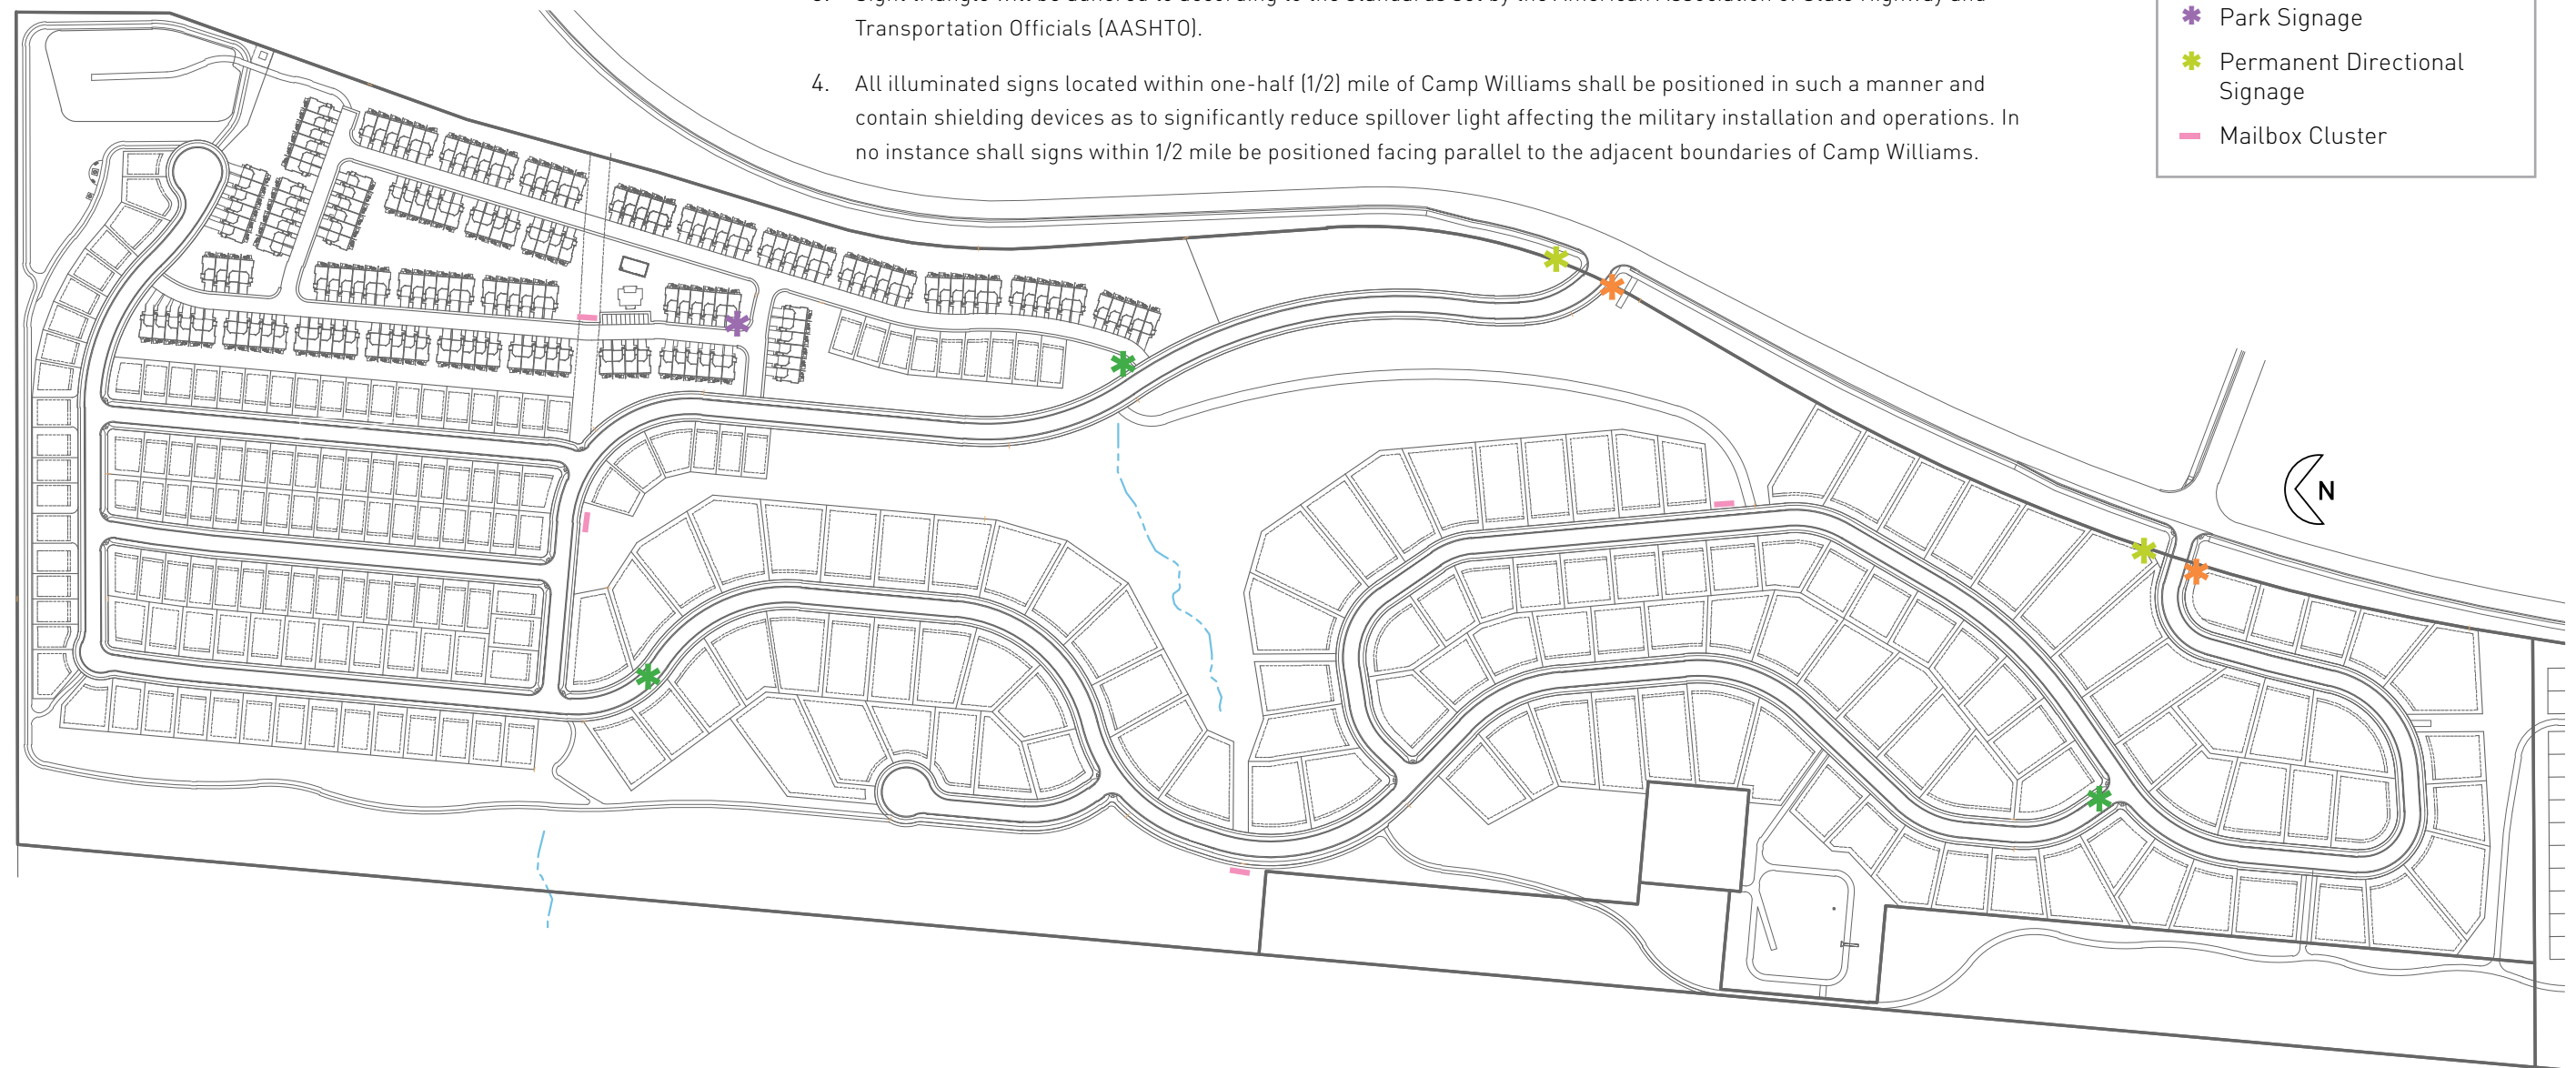 Transportation Officials (AASHTO).
4. All illuminated signs located within one-half (1/2) mile of Camp Williams shall be positioned in such a manner and
contain shielding devices as to significantly reduce spillover light affecting the military installation and operations. In
no instance shall signs within 1/2 mile be positioned facing parallel to the adjacent boundaries of Camp Williams.
Park Signage
Permanent Directional
Signage
Mailbox Cluster
N